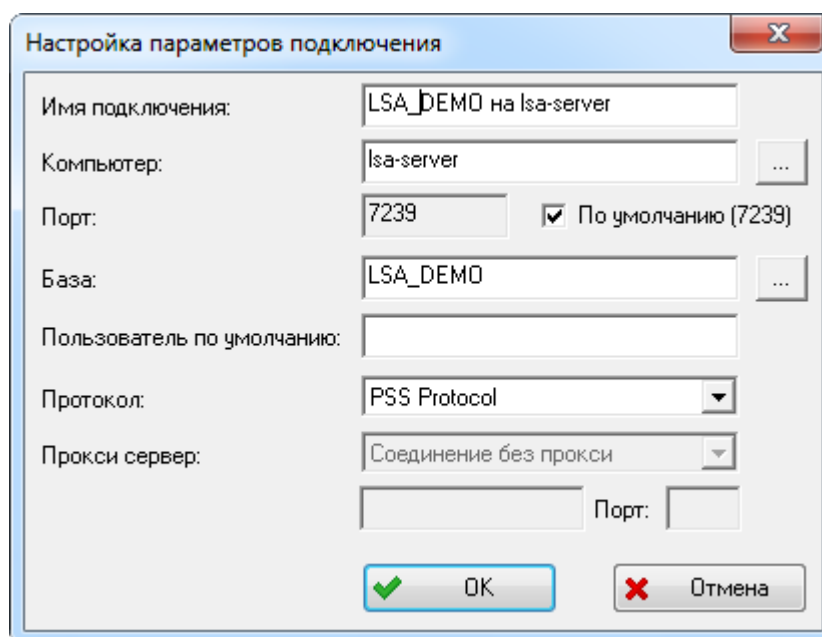 Настройка параметров подключения
Имя подключения: LSA_DEMO на lsa-server
Компьютер: lsa-server ...
Порт: 7239 По умолчанию (7239)
База: LSA_DEMO ...
Пользователь по умолчанию:
Протокол: PSS Protocol
Прокси сервер: Соединение без прокси
Порт:
OK Отмена